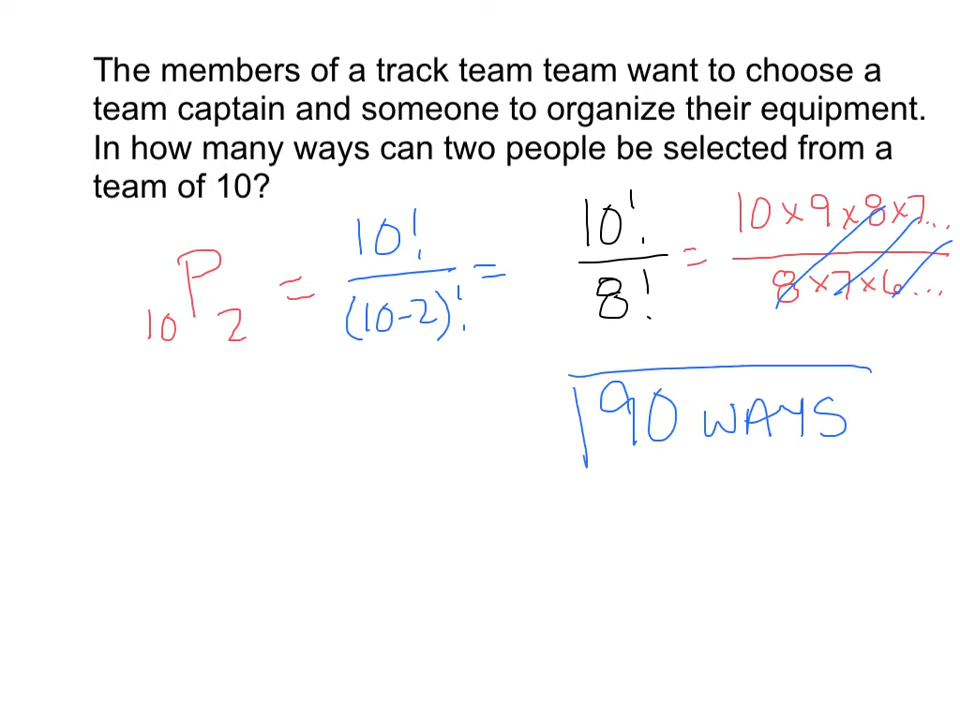 The members of a track team team want to choose a
team captain and someone to organize their equipment.
In how many ways can two people be selected from a
team of 10?
10P2 = 10!/(10-2)! = 10!/8! = 10×9×8×7.../8×7×6...
90 WAYS